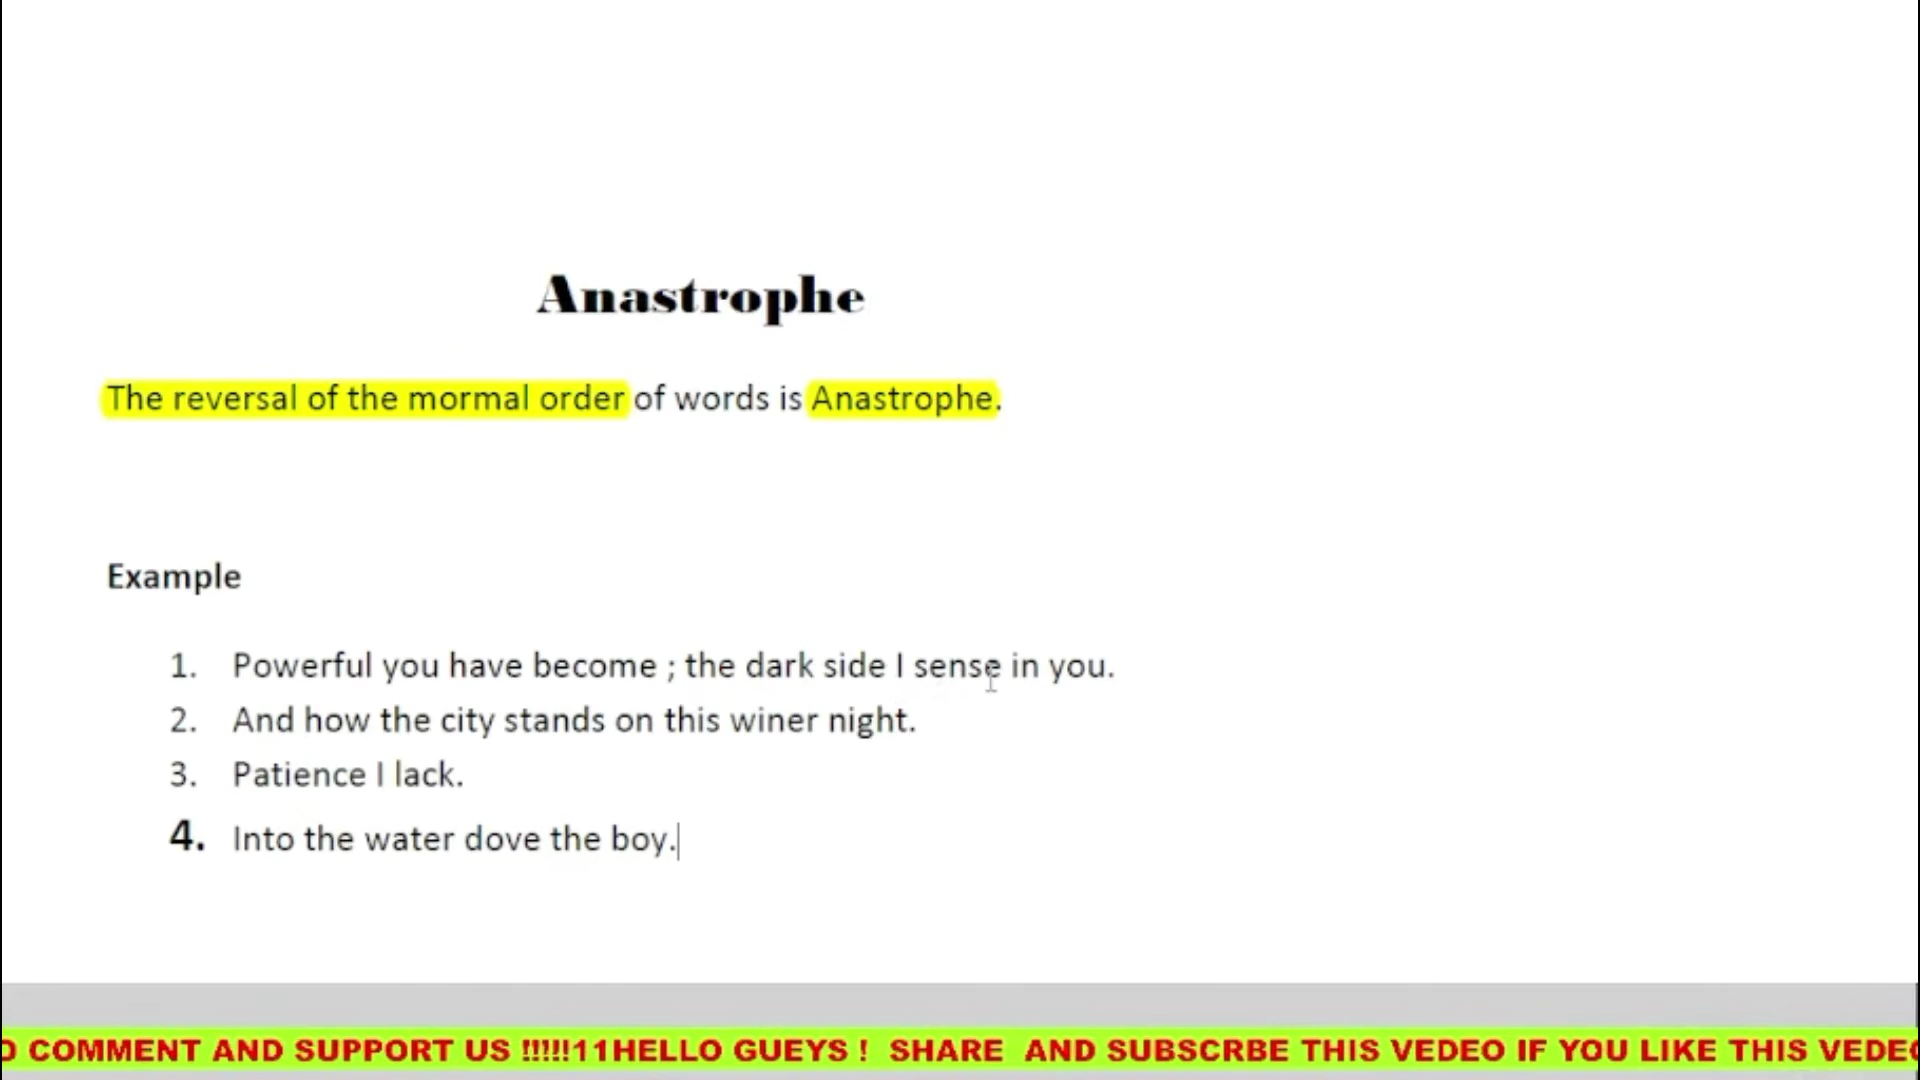 Anastrophe
The reversal of the mormal order of words is Anastrophe.
Example
1. Powerful you have become ; the dark side I sense in you.
2. And how the city stands on this winer night.
3. Patience I lack.
4. Into the water dove the boy.
COMMENT AND SUPPORT US !!!!!11HELLO GUEYS ! SHARE AND SUBSCRBE THIS VEDEO IF YOU LIKE THIS